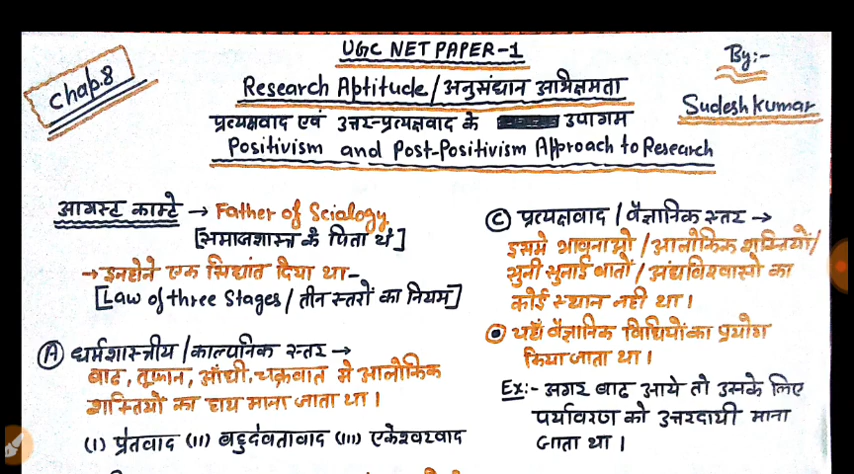 Chap.8
UGC NET PAPER-1
By:-
Research Aptitude/अनुसंधान अभिक्षमता
Sudesh Kumar
प्रत्यक्षवाद एवं उत्तर-प्रत्यक्षवाद के उपागम
Positivism and Post-Positivism Approach to Research
आगस्ट काम्टे → Father of Scialogy
[समाजशास्त्र के पिता थे]
→ इनहोने एक सिधांत दिया था-
[Law of three Stages/तीन स्तरों का नियम]
(A) धर्मशास्त्रीय/काल्पनिक स्तर →
बाढ, तूफान, आँधी, चक्रवात मे आलोकिक
शक्तियों का हाथ माना जाता था।
(I) प्रेतवाद (II) बहुदेवतावाद (III) एकेश्वरवाद
(C) प्रत्यक्षवाद/वैज्ञानिक स्तर →
इसमे भावनाओ/आलोकिक शक्तियों/
सुनी सुनाई बातों/अंधविश्वासो का
कोई स्थान नही था।
यहाँ वैज्ञानिक विधियों का प्रयोग
किया जाता था।
Ex:- अगर बाढ आये तो उसके लिए
पर्यावरण को उत्तरदायी माना
जाता था।